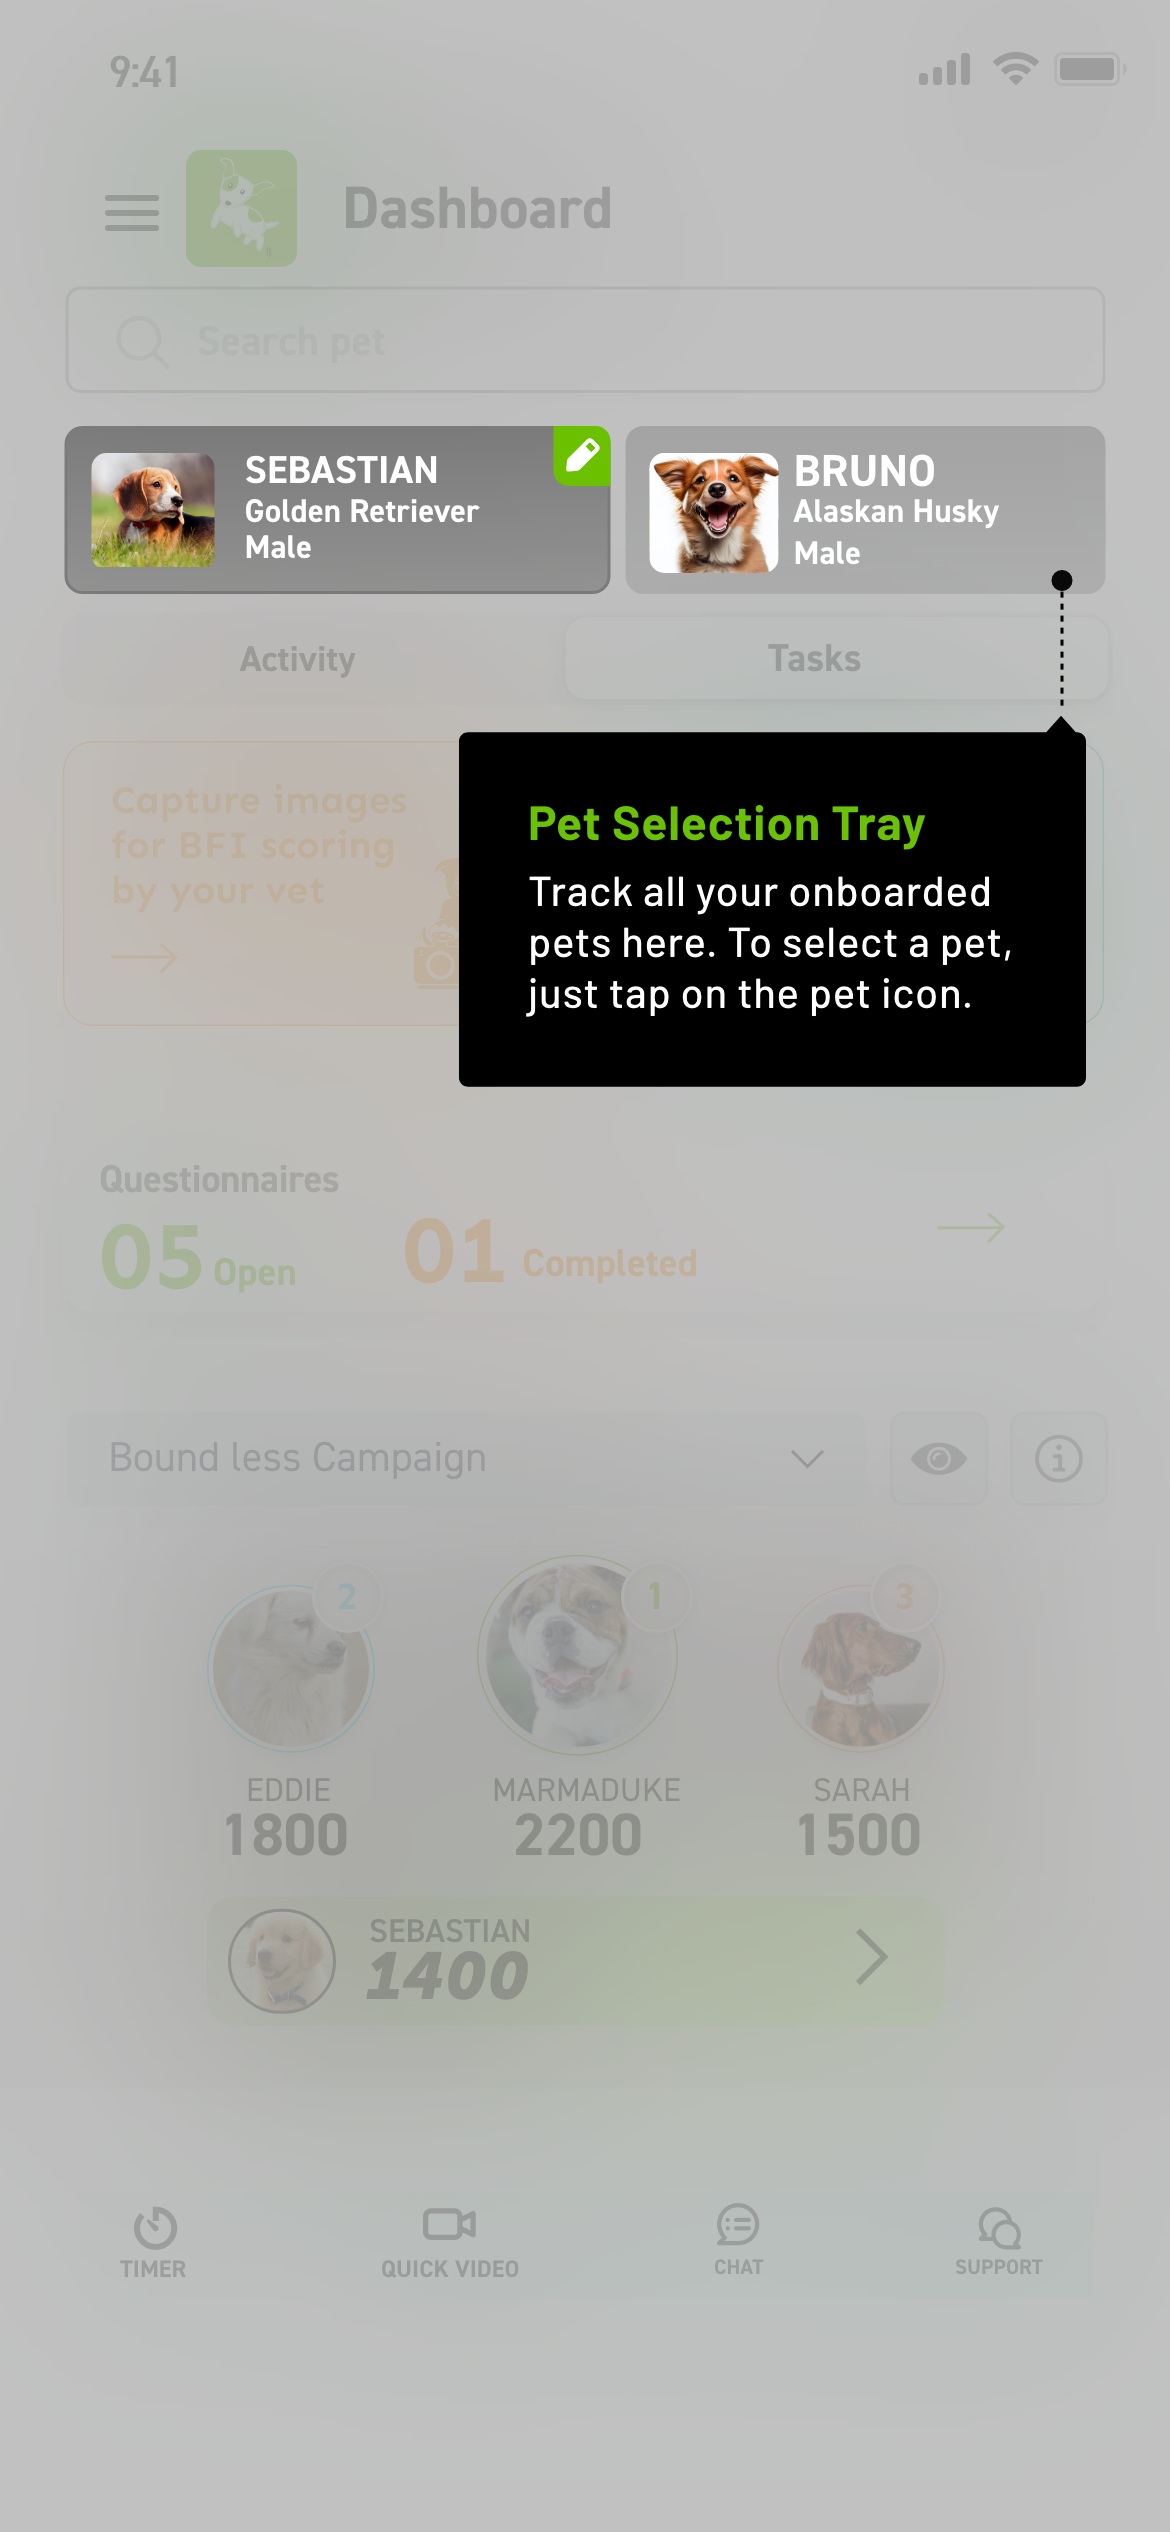 9:41
Dashboard
Search pet
SEBASTIAN
Golden Retriever
Male
BRUNO
Alaskan Husky
Male
Activity
Tasks
Capture images
for BFI scoring
by your vet
Pet Selection Tray
Track all your onboarded
pets here. To select a pet,
just tap on the pet icon.
Questionnaires
05 Open
01 Completed
Bound less Campaign
2
1
3
EDDIE
1800
MARMADUKE
2200
SARAH
1500
SEBASTIAN
1400
TIMER
QUICK VIDEO
CHAT
SUPPORT